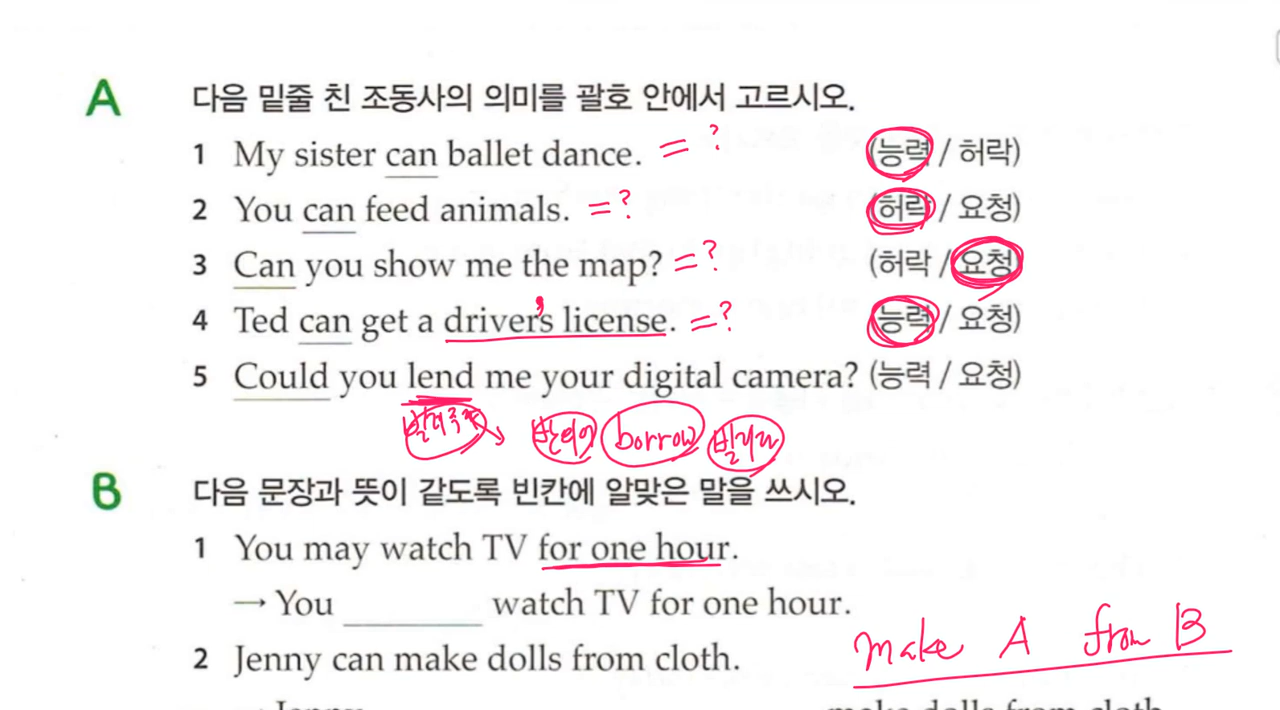 A 다음 밑줄 친 조동사의 의미를 괄호 안에서 고르시오.
1 My sister can ballet dance. = ? (능력 / 허락)
2 You can feed animals. = ? (허락 / 요청)
3 Can you show me the map? = ? (허락 / 요청)
4 Ted can get a driver's license. = ? (능력 / 요청)
5 Could you lend me your digital camera? (능력 / 요청)
반의어 borrow 빌리다
B 다음 문장과 뜻이 같도록 빈칸에 알맞은 말을 쓰시오.
1 You may watch TV for one hour.
→ You ________ watch TV for one hour.
make A from B
2 Jenny can make dolls from cloth.
→ Jenny make dolls from cloth.